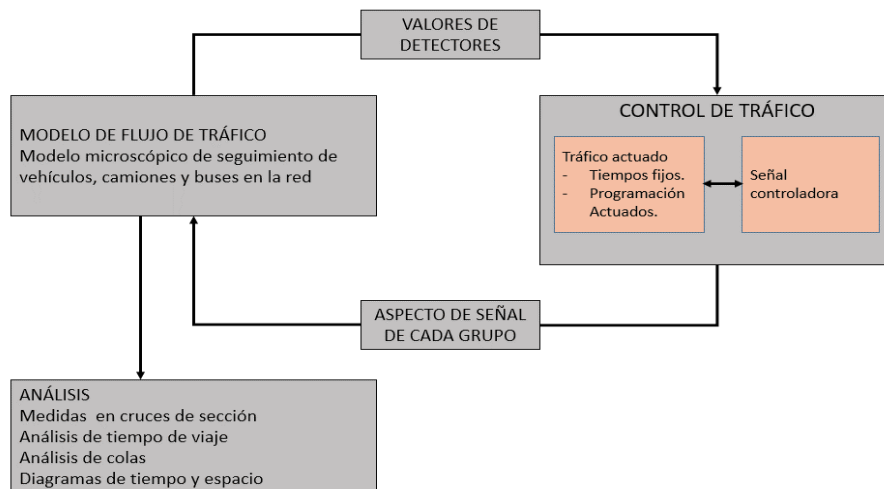 VALORES DE
DETECTORES
MODELO DE FLUJO DE TRÁFICO
Modelo microscópico de seguimiento de
vehículos, camiones y buses en la red
CONTROL DE TRÁFICO
Tráfico actuado
- Tiempos fijos.
- Programación
Actuados.
Señal
controladora
ASPECTO DE SEÑAL
DE CADA GRUPO
ANÁLISIS
Medidas en cruces de sección
Análisis de tiempo de viaje
Análisis de colas
Diagramas de tiempo y espacio